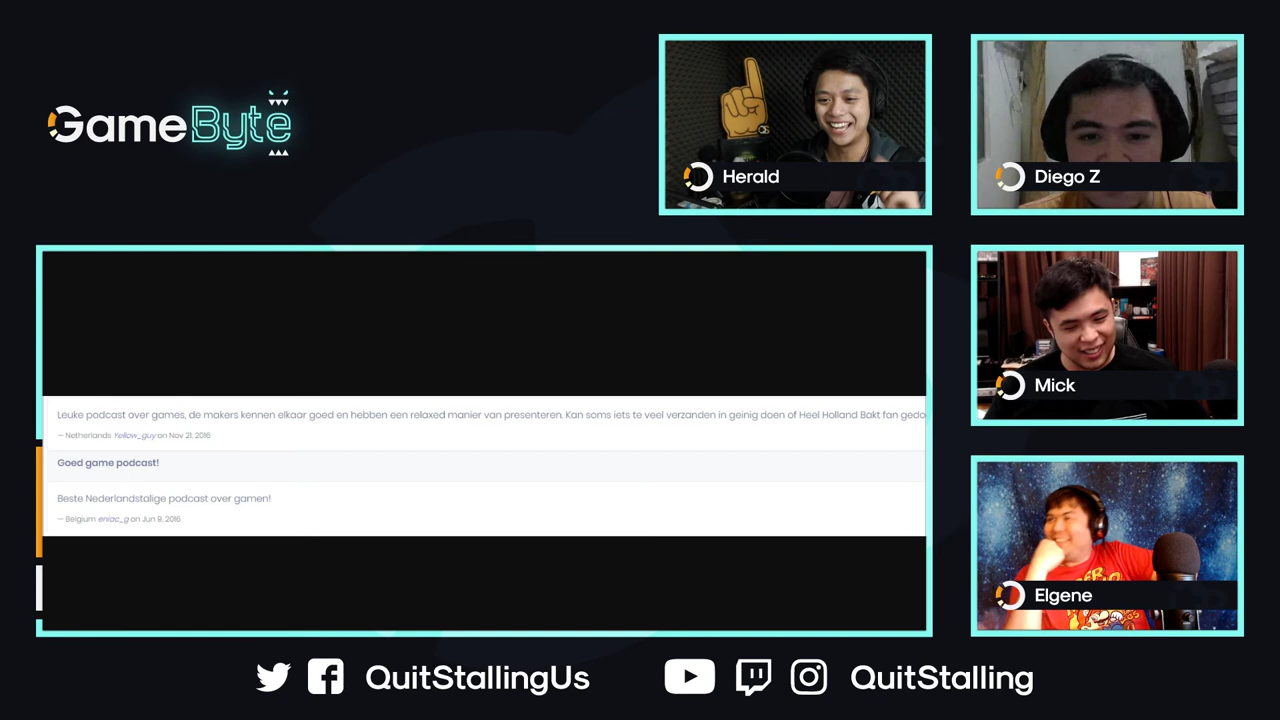 GameByte
Herald
Diego Z
Leuke podcast over games, de makers kennen elkaar goed en hebben een relaxed manier van presenteren. Kan soms iets te veel verzanden in geinig doen of Heel Holland Bakt fan gedo
— Netherlands Yellow_guy on Nov 21, 2016
Goed game podcast!
Beste Nederlandstalige podcast over gamen!
— Belgium eniac_g on Jun 9, 2016
Mick
Elgene
QuitStallingUs
QuitStalling